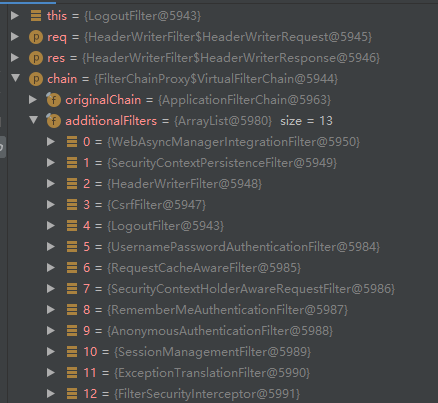 this = {LogoutFilter@5943}
req = {HeaderWriterFilter$HeaderWriterRequest@5945}
res = {HeaderWriterFilter$HeaderWriterResponse@5946}
chain = {FilterChainProxy$VirtualFilterChain@5944}
originalChain = {ApplicationFilterChain@5963}
additionalFilters = {ArrayList@5980} size = 13
0 = {WebAsyncManagerIntegrationFilter@5950}
1 = {SecurityContextPersistenceFilter@5949}
2 = {HeaderWriterFilter@5948}
3 = {CsrfFilter@5947}
4 = {LogoutFilter@5943}
5 = {UsernamePasswordAuthenticationFilter@5984}
6 = {RequestCacheAwareFilter@5985}
7 = {SecurityContextHolderAwareRequestFilter@5986}
8 = {RememberMeAuthenticationFilter@5987}
9 = {AnonymousAuthenticationFilter@5988}
10 = {SessionManagementFilter@5989}
11 = {ExceptionTranslationFilter@5990}
12 = {FilterSecurityInterceptor@5991}